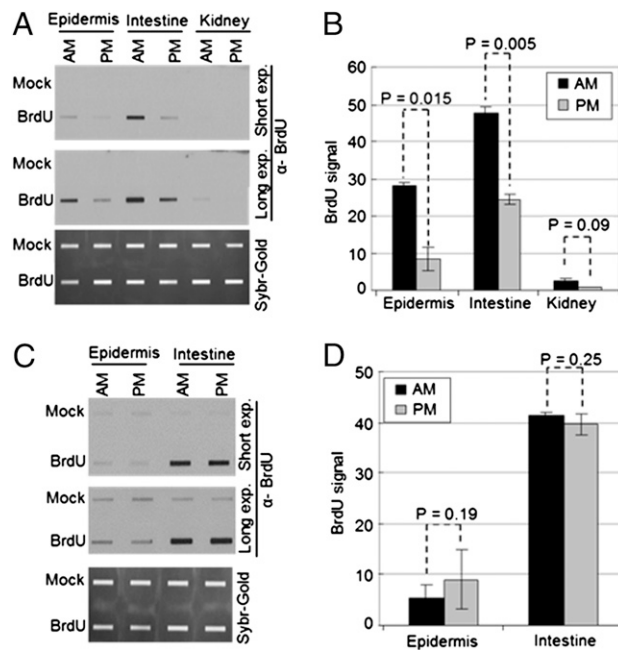 A
Epidermis Intestine Kidney
AM PM AM PM AM PM
Mock
BrdU
Short exp.
Mock
BrdU
Long exp.
α- BrdU
Mock
BrdU
Sybr-Gold
B
P = 0.005
P = 0.015
P = 0.09
AM
PM
BrdU signal
60
50
40
30
20
10
0
Epidermis Intestine Kidney
C
Epidermis Intestine
AM PM AM PM
Mock
BrdU
Short exp.
Mock
BrdU
Long exp.
α- BrdU
Mock
BrdU
Sybr-Gold
D
P = 0.25
P = 0.19
AM
PM
BrdU signal
50
40
30
20
10
0
Epidermis Intestine